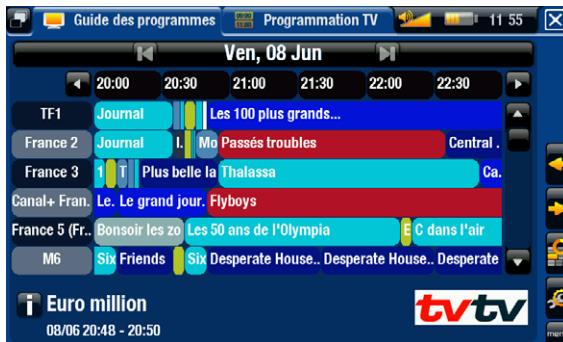 Guide des programmes Programmation TV 11 55
Ven, 08 Jun
20:00 20:30 21:00 21:30 22:00 22:30
TF1 Journal Les 100 plus grands...
France 2 Journal I. Mo Passés troubles Central .
France 3 1 T Plus belle la Thalassa Ca.
Canal+ Fran. Le. Le grand jour. Flyboys
France 5 (Fr.. Bonsoir les zo Les 50 ans de l'Olympia E C dans l'air
M6 Six Friends Six Desperate House.. Desperate House.. Desperate
i Euro million tvtv
08/06 20:48 - 20:50
men